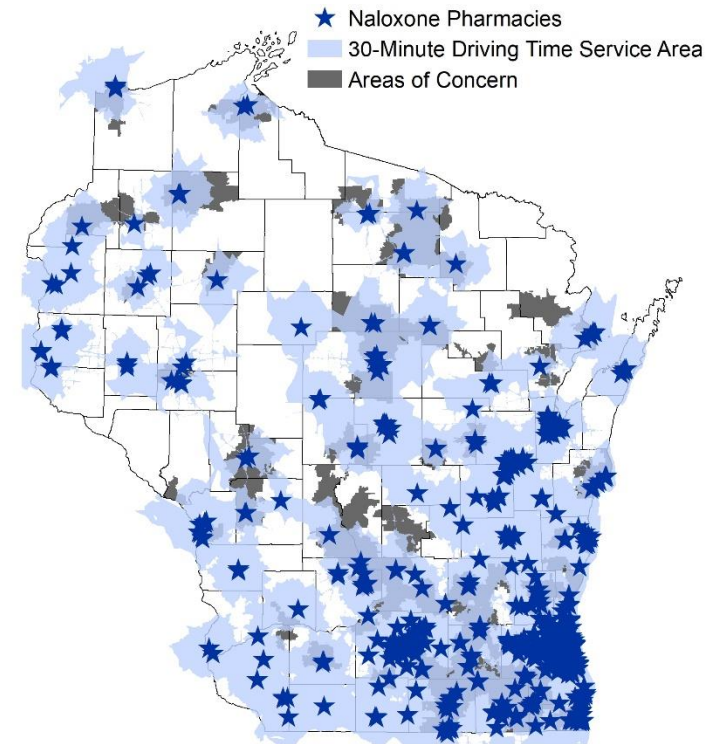 Naloxone Pharmacies
30-Minute Driving Time Service Area
Areas of Concern